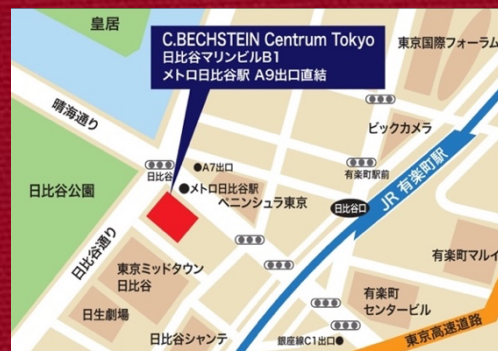 皇居
C.BECHSTEIN Centrum Tokyo
日比谷マリンビルB1
メトロ日比谷駅 A9出口直結
東京国際フォーラム
晴海通り
ビックカメラ
日比谷
●A7出口
有楽町駅前
JR 有楽町駅
日比谷公園
●メトロ日比谷駅
ペニンシュラ東京
日比谷口
日比谷通り
東京ミッドタウン
日比谷
有楽町マルイ
日生劇場
有楽町
センタービル
日比谷シャンテ
銀座線C1出口●
東京高速道路